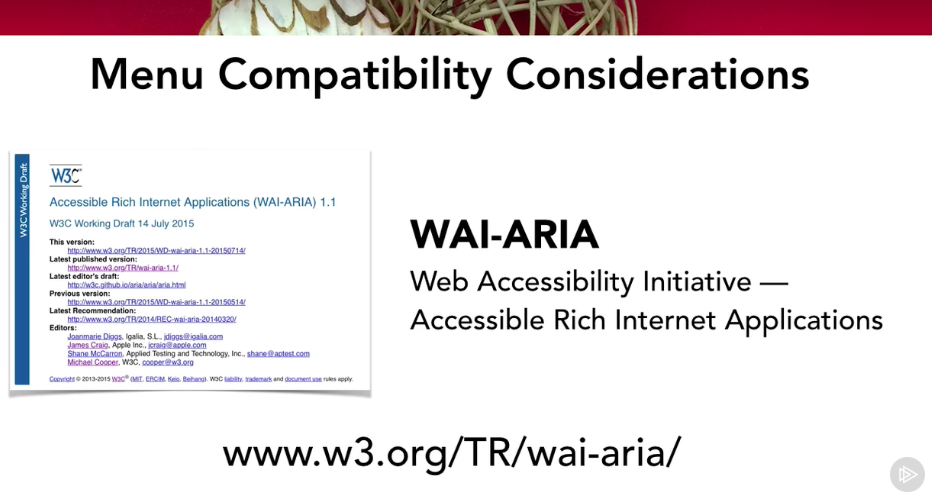 Menu Compatibility Considerations
W3C Working Draft
W3C®
Accessible Rich Internet Applications (WAI-ARIA) 1.1
W3C Working Draft 14 July 2015
This version:
http://www.w3.org/TR/2015/WD-wai-aria-1.1-20150714/
Latest published version:
http://www.w3.org/TR/wai-aria-1.1/
Latest editor's draft:
http://w3c.github.io/aria/aria/aria.html
Previous version:
http://www.w3.org/TR/2015/WD-wai-aria-1.1-20150514/
Latest Recommendation:
http://www.w3.org/TR/2014/REC-wai-aria-20140320/
Editors:
Joanmarie Diggs, Igalia, S.L., jdiggs@igalia.com
James Craig, Apple Inc., jcraig@apple.com
Shane McCarron, Applied Testing and Technology, Inc., shane@aptest.com
Michael Cooper, W3C, cooper@w3.org
Copyright © 2013-2015 W3C® (MIT, ERCIM, Keio, Beihang). W3C liability, trademark and document use rules apply.
WAI-ARIA
Web Accessibility Initiative —
Accessible Rich Internet Applications
www.w3.org/TR/wai-aria/